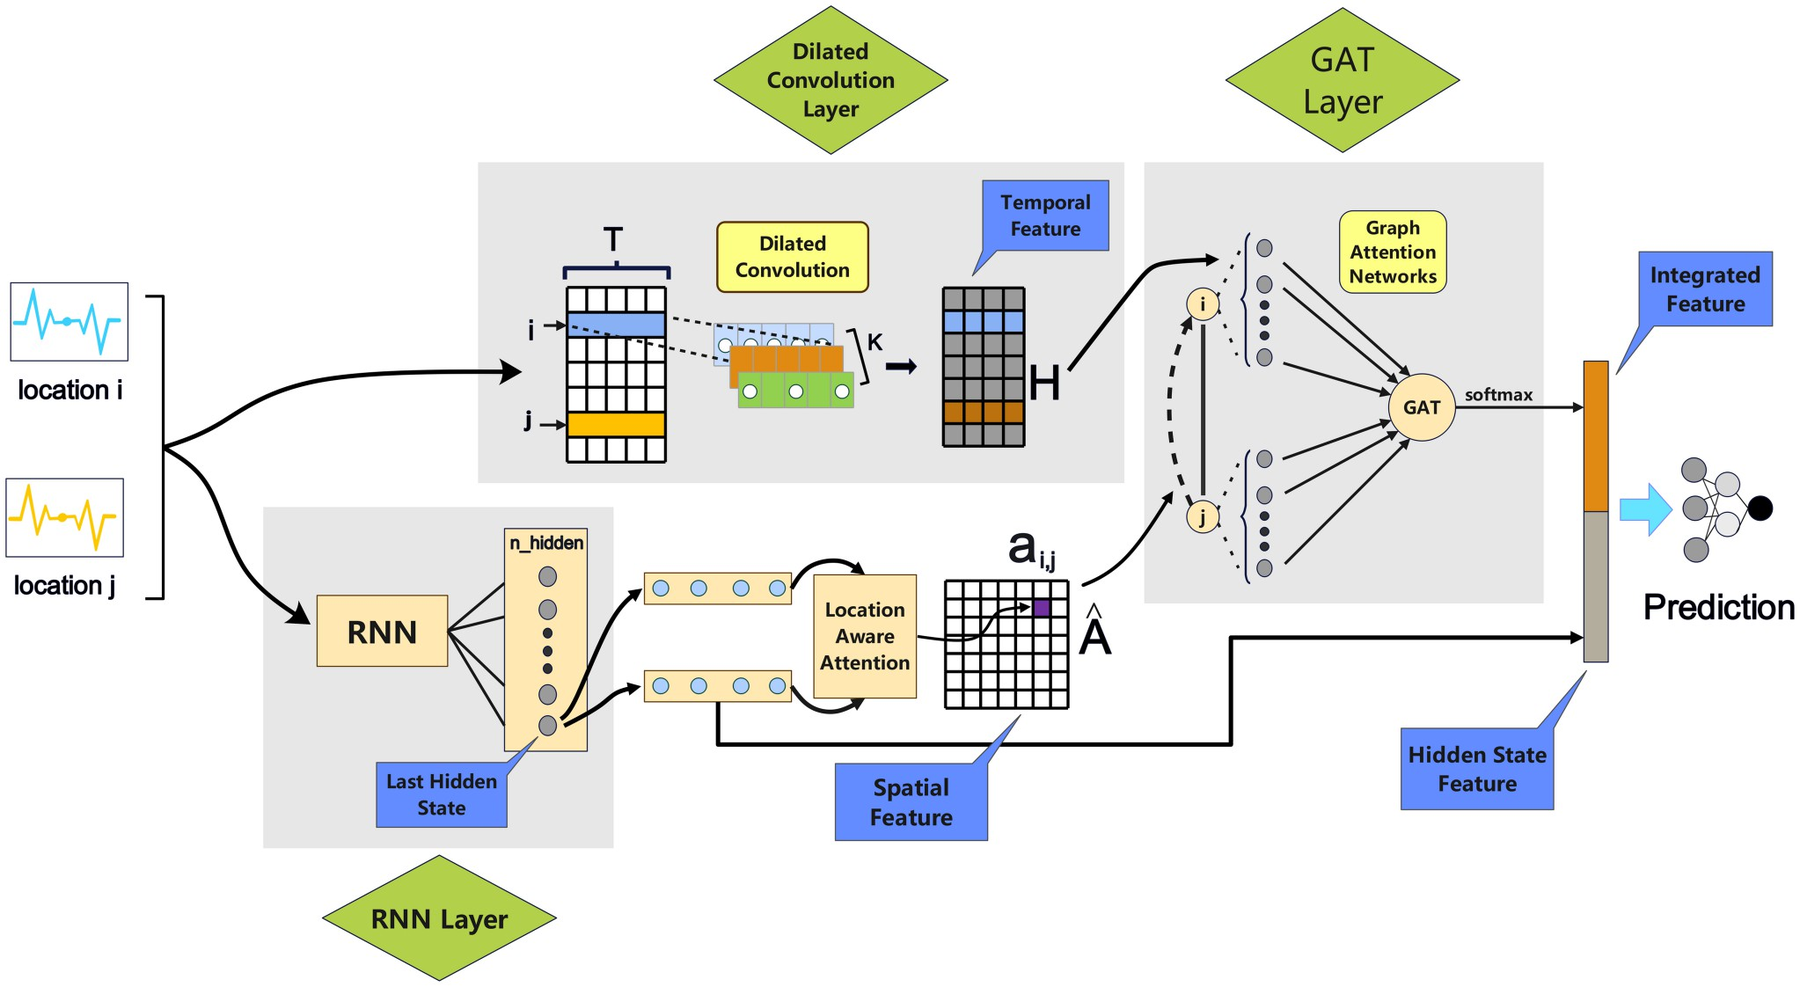 Dilated
Convolution
Layer
GAT
Layer
Temporal
Feature
T
Dilated
Convolution
Graph
Attention
Networks
Integrated
Feature
i
K
i
location i
H
j
GAT
softmax
location j
j
n_hidden
a i,j
RNN
Location
Aware
Attention
Â
Prediction
Last Hidden
State
Spatial
Feature
Hidden State
Feature
RNN Layer